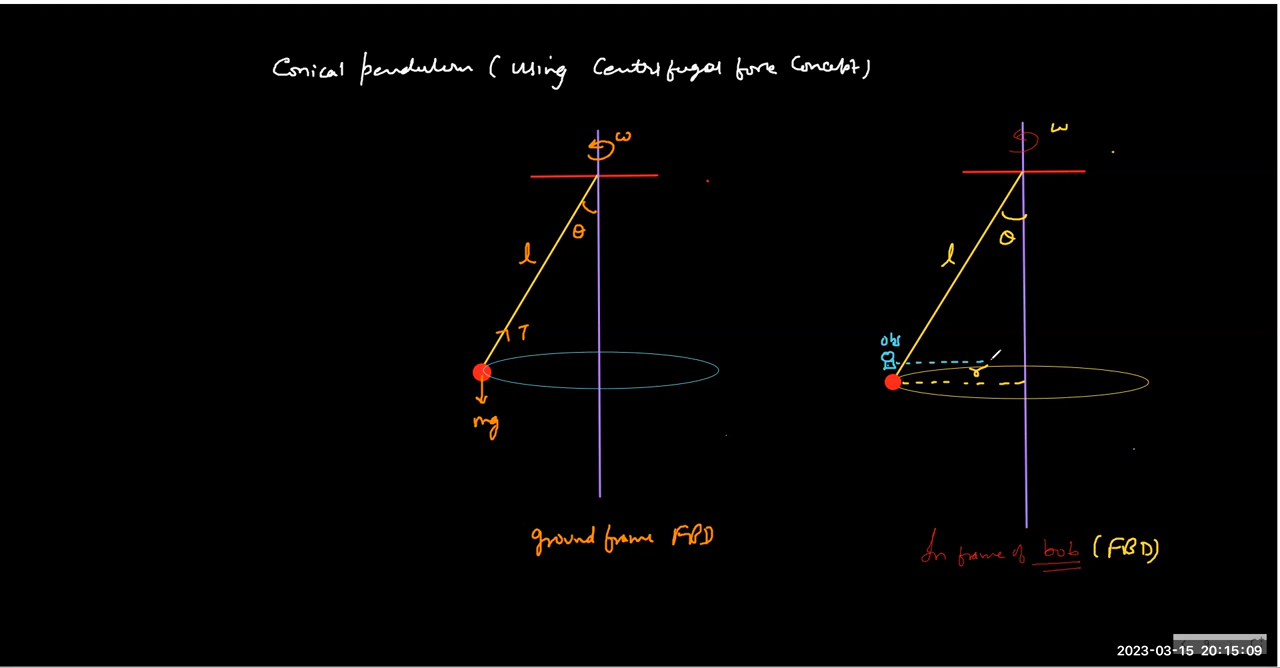 Conical pendulum (using Centrifugal force Concept)
ω
θ
l
T
mg
ground frame FBD
ω
θ
l
obs
r
In frame of bob (FBD)
2023-03-15 20:15:09